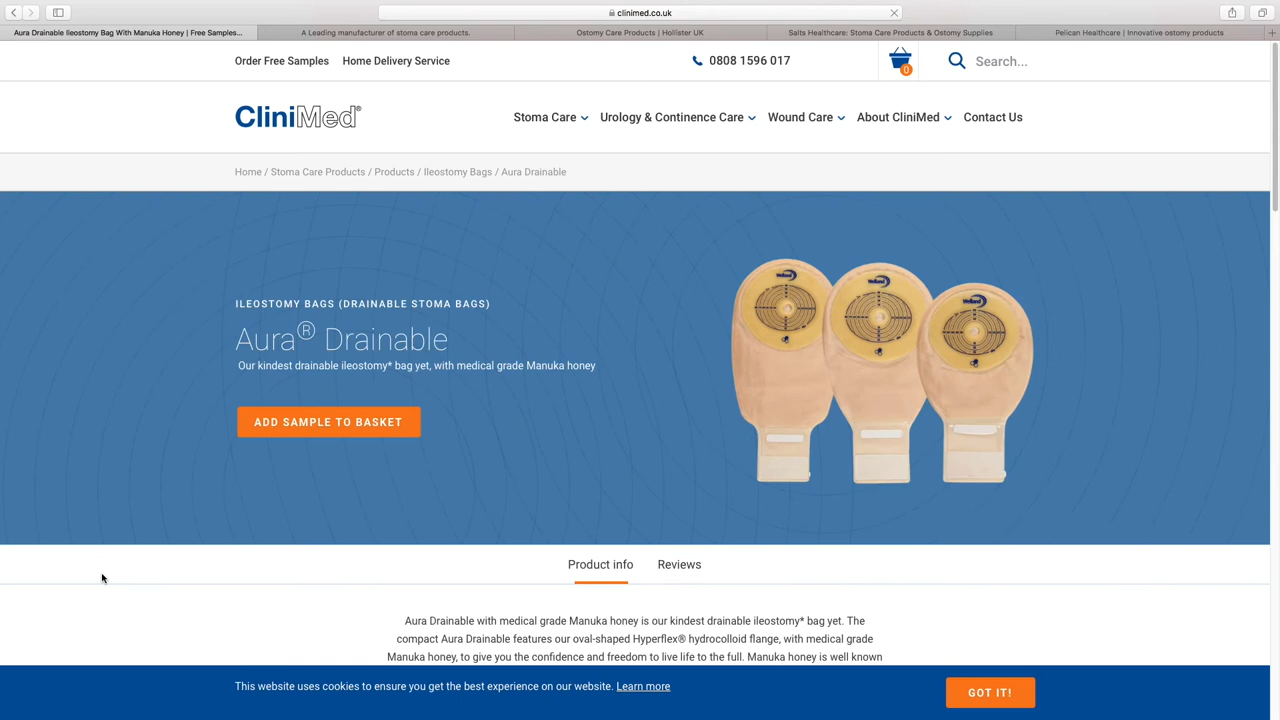 clinimed.co.uk
Aura Drainable Ileostomy Bag With Manuka Honey | Free Samples...
A Leading manufacturer of stoma care products.
Ostomy Care Products | Hollister UK
Salts Healthcare: Stoma Care Products & Ostomy Supplies
Pelican Healthcare | Innovative ostomy products
Order Free Samples
Home Delivery Service
0808 1596 017
0
Search...
CliniMed®
Stoma Care
Urology & Continence Care
Wound Care
About CliniMed
Contact Us
Home / Stoma Care Products / Products / Ileostomy Bags / Aura Drainable
ILEOSTOMY BAGS (DRAINABLE STOMA BAGS)
Aura® Drainable
Our kindest drainable ileostomy* bag yet, with medical grade Manuka honey
ADD SAMPLE TO BASKET
Welland
Welland
Welland
Product info
Reviews
Aura Drainable with medical grade Manuka honey is our kindest drainable ileostomy* bag yet. The
compact Aura Drainable features our oval-shaped Hyperflex® hydrocolloid flange, with medical grade
Manuka honey, to give you the confidence and freedom to live life to the full. Manuka honey is well known
This website uses cookies to ensure you get the best experience on our website. Learn more
GOT IT!